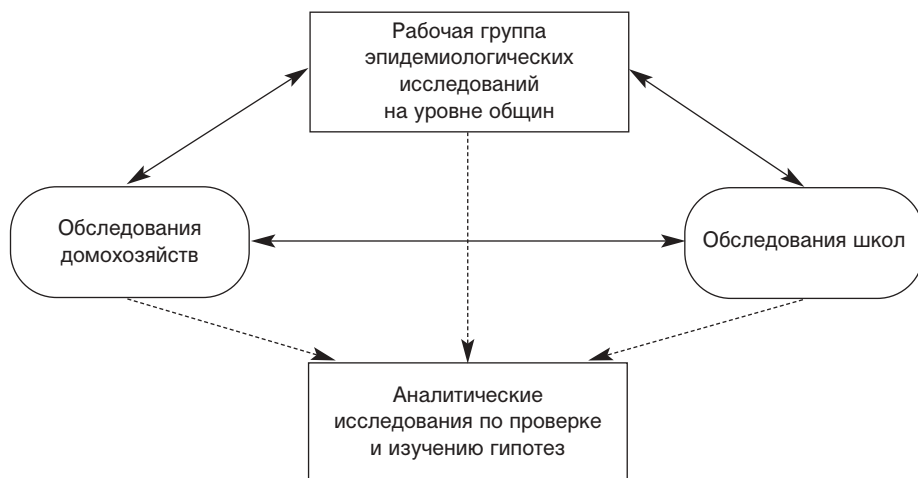 Рабочая группа
эпидемиологических
исследований
на уровне общин
Обследования
домохозяйств
Обследования школ
Аналитические
исследования по проверке
и изучению гипотез